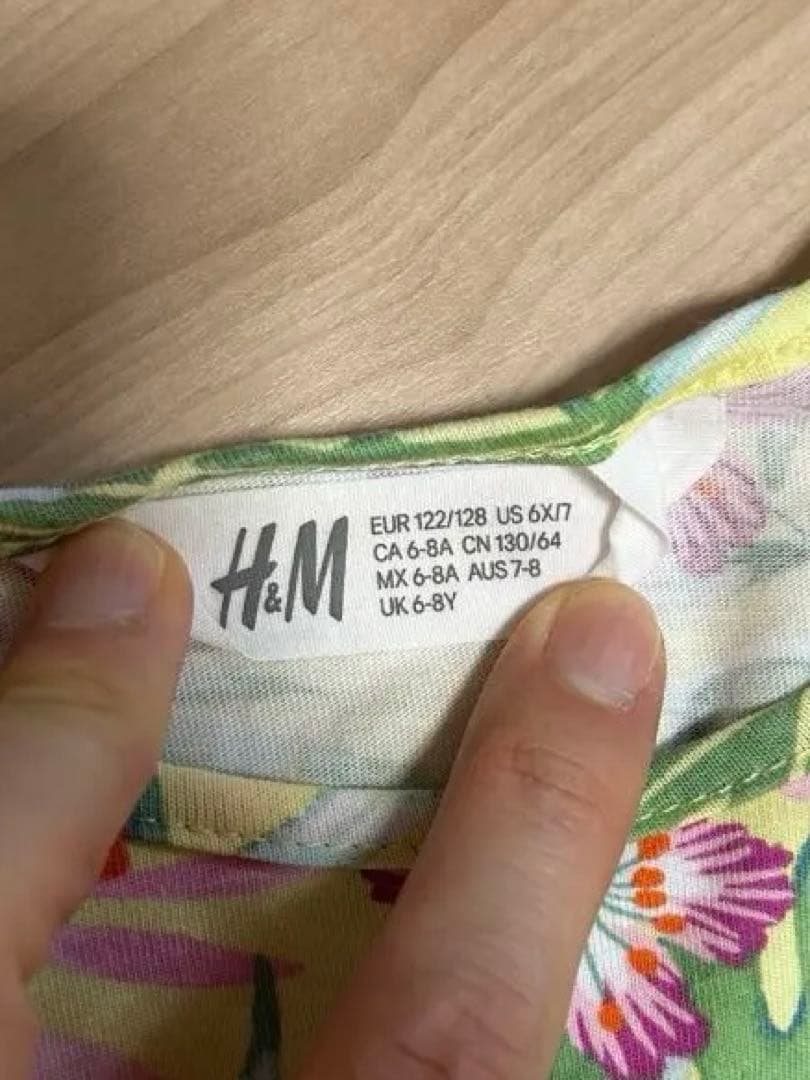 H&M
EUR 122/128 US 6X/7
CA 6-8A CN 130/64
MX 6-8A AUS 7-8
UK 6-8Y